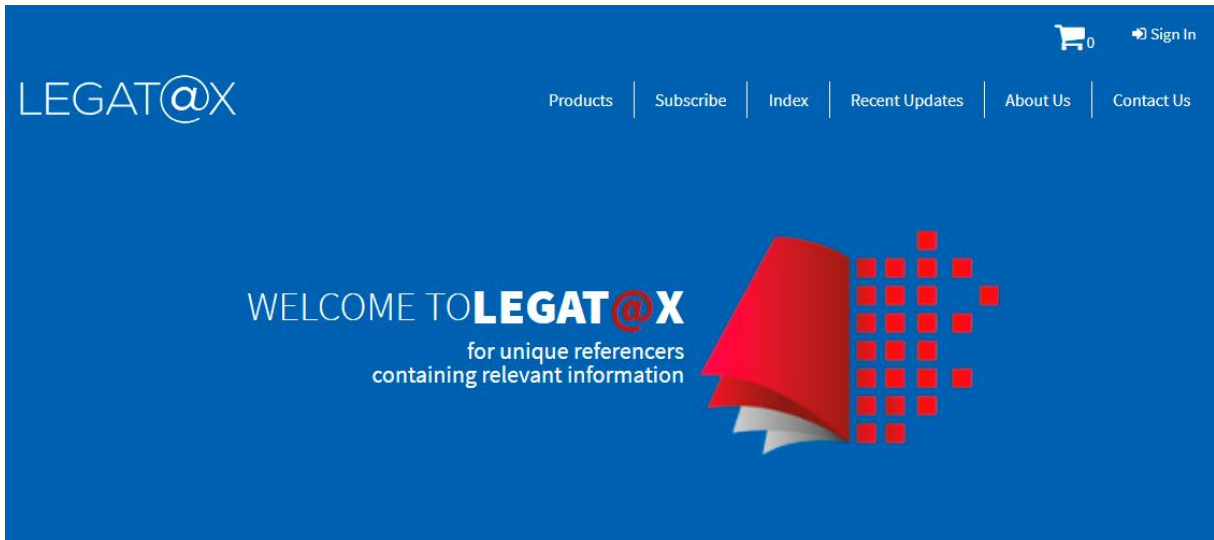 0 Sign In
LEGAT@X
Products Subscribe Index Recent Updates About Us Contact Us
WELCOME TOLEGAT@X
for unique referencers
containing relevant information